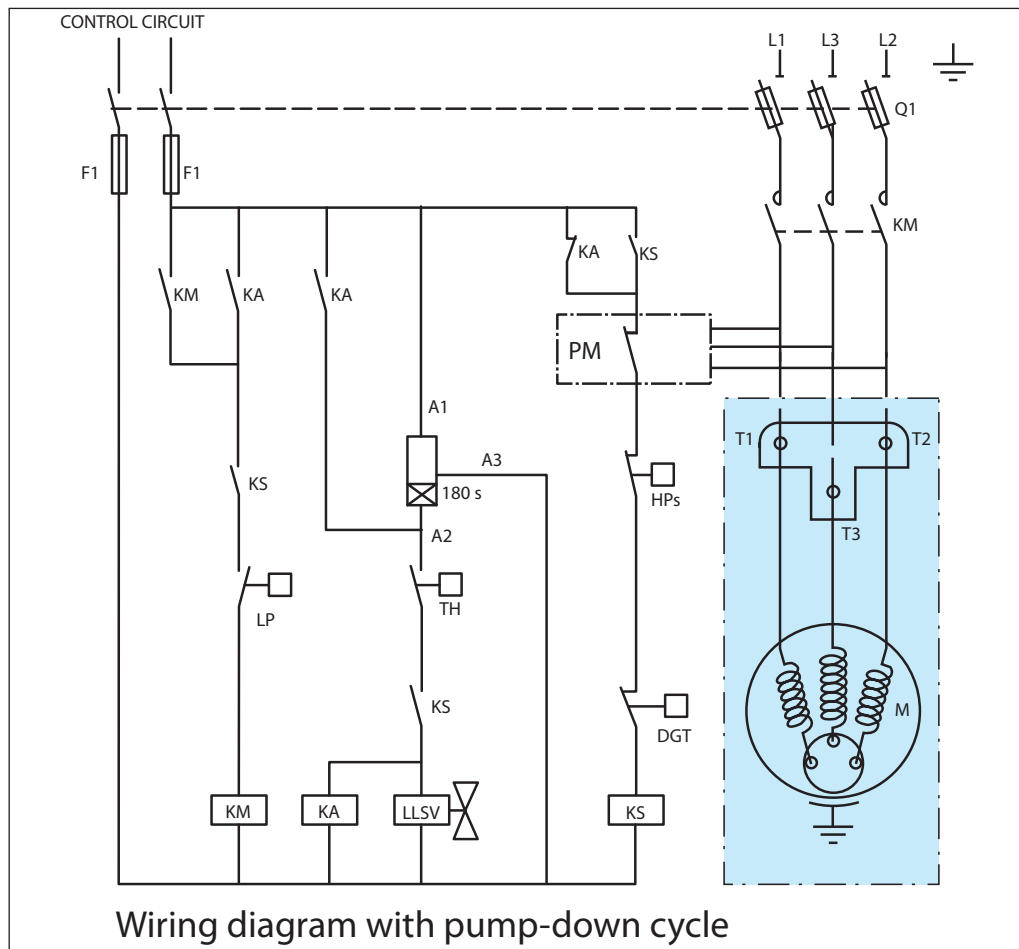 CONTROL CIRCUIT
L1 L3 L2
Q1
F1 F1
KM
KA KS
KM KA KA
PM
A1
T1 T2
A3
180 s
KS
HPs
A2
T3
TH
LP
KS
M
DGT
KM KA LLSV KS
Wiring diagram with pump-down cycle